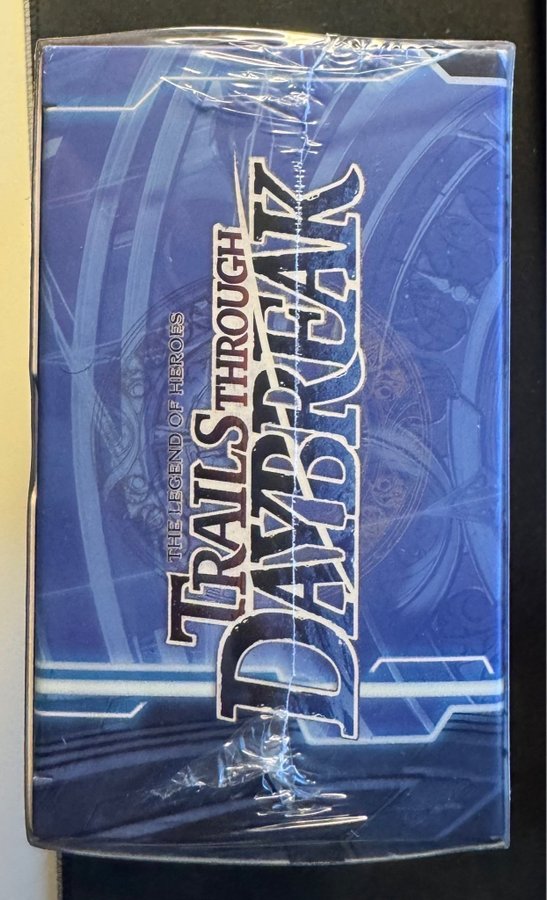 THE LEGEND OF HEROES
TRAILS THROUGH
DAYBREAK